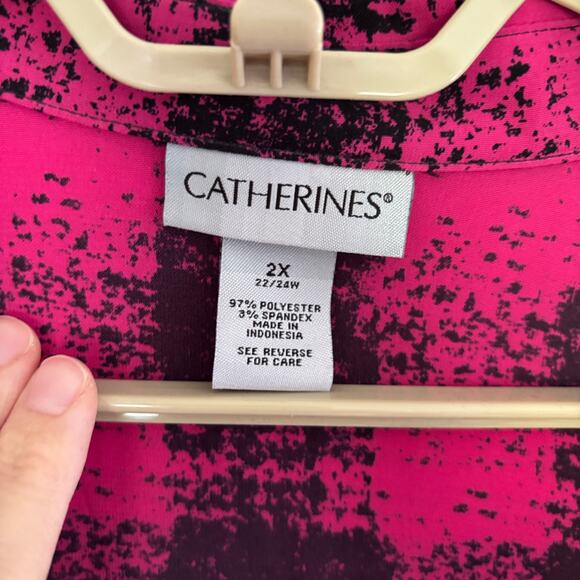 CATHERINES®
2X
22/24W
97% POLYESTER
3% SPANDEX
MADE IN
INDONESIA
SEE REVERSE
FOR CARE